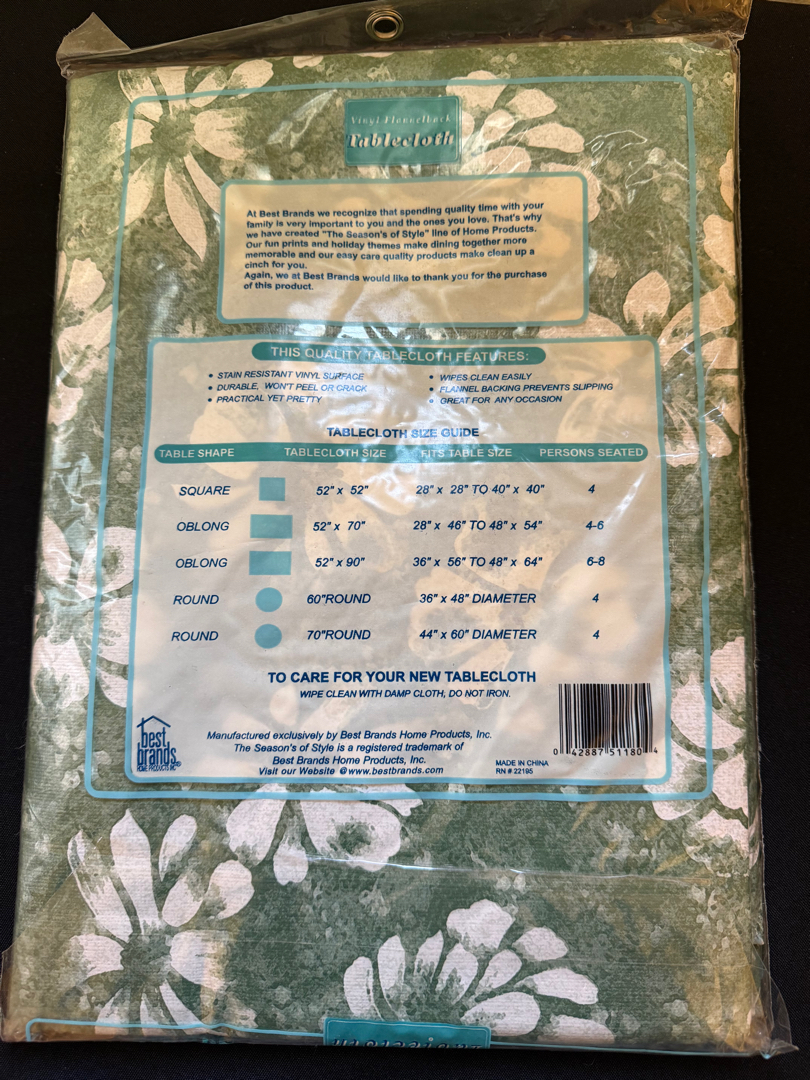 Vinyl Flannelback
Tablecloth
At Best Brands we recognize that spending quality time with your
family is very important to you and the ones you love. That's why
we have created "The Season's of Style" line of Home Products.
Our fun prints and holiday themes make dining together more
memorable and our easy care quality products make clean up a
cinch for you.
Again, we at Best Brands would like to thank you for the purchase
of this product.
THIS QUALITY TABLECLOTH FEATURES:
• STAIN RESISTANT VINYL SURFACE • WIPES CLEAN EASILY
• DURABLE, WON'T PEEL OR CRACK • FLANNEL BACKING PREVENTS SLIPPING
• PRACTICAL YET PRETTY • GREAT FOR ANY OCCASION
TABLECLOTH SIZE GUIDE
TABLE SHAPE TABLECLOTH SIZE FITS TABLE SIZE PERSONS SEATED
SQUARE 52" x 52" 28" x 28" TO 40" x 40" 4
OBLONG 52" x 70" 28" x 46" TO 48" x 54" 4-6
OBLONG 52" x 90" 36" x 56" TO 48" x 64" 6-8
ROUND 60"ROUND 36" x 48" DIAMETER 4
ROUND 70"ROUND 44" x 60" DIAMETER 4
TO CARE FOR YOUR NEW TABLECLOTH
WIPE CLEAN WITH DAMP CLOTH, DO NOT IRON.
best
brands
HOME PRODUCTS INC
®
Manufactured exclusively by Best Brands Home Products, Inc.
The Season's of Style is a registered trademark of
Best Brands Home Products, Inc.
Visit our Website @www.bestbrands.com
MADE IN CHINA
RN # 22195
0 42887 51180 4